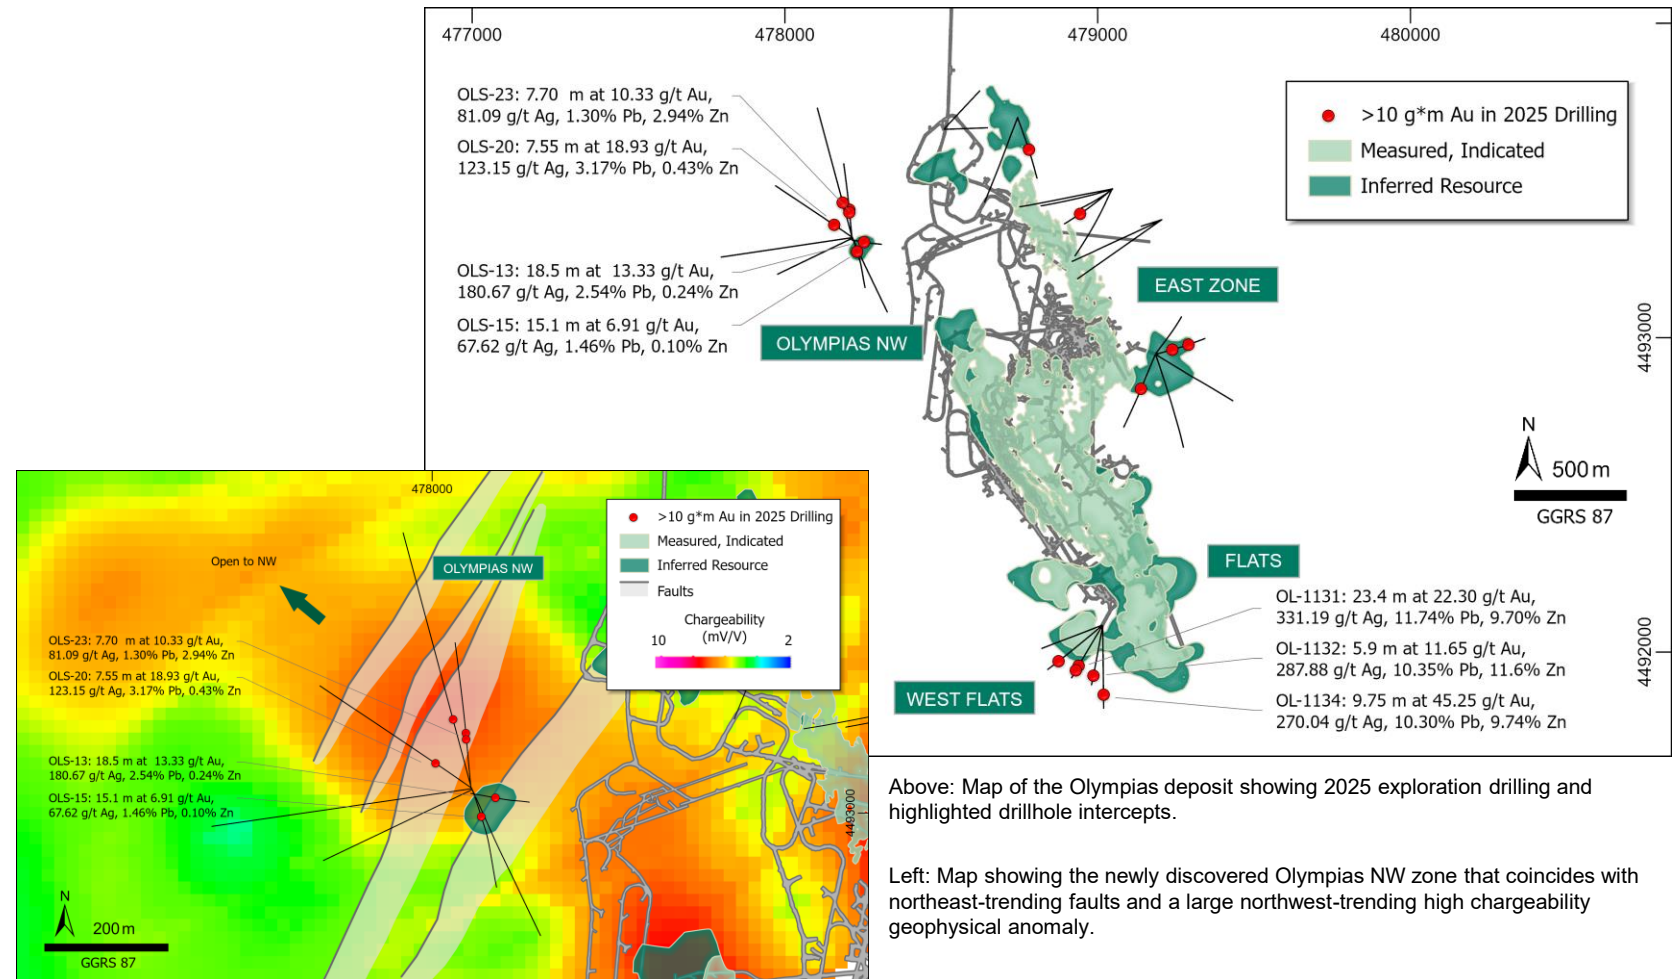 477000
478000
479000
480000
OLS-23: 7.70 m at 10.33 g/t Au,
81.09 g/t Ag, 1.30% Pb, 2.94% Zn
OLS-20: 7.55 m at 18.93 g/t Au,
123.15 g/t Ag, 3.17% Pb, 0.43% Zn
OLS-13: 18.5 m at 13.33 g/t Au,
180.67 g/t Ag, 2.54% Pb, 0.24% Zn
OLS-15: 15.1 m at 6.91 g/t Au,
67.62 g/t Ag, 1.46% Pb, 0.10% Zn
OLYMPIAS NW
>10 g*m Au in 2025 Drilling
Measured, Indicated
Inferred Resource
EAST ZONE
4493000
N
500 m
GGRS 87
FLATS
OL-1131: 23.4 m at 22.30 g/t Au,
331.19 g/t Ag, 11.74% Pb, 9.70% Zn
OL-1132: 5.9 m at 11.65 g/t Au,
287.88 g/t Ag, 10.35% Pb, 11.6% Zn
OL-1134: 9.75 m at 45.25 g/t Au,
270.04 g/t Ag, 10.30% Pb, 9.74% Zn
WEST FLATS
4492000
478000
>10 g*m Au in 2025 Drilling
Measured, Indicated
Inferred Resource
Faults
Chargeability
(mV/V)
10 2
Open to NW
OLYMPIAS NW
OLS-23: 7.70 m at 10.33 g/t Au,
81.09 g/t Ag, 1.30% Pb, 2.94% Zn
OLS-20: 7.55 m at 18.93 g/t Au,
123.15 g/t Ag, 3.17% Pb, 0.43% Zn
OLS-13: 18.5 m at 13.33 g/t Au,
180.67 g/t Ag, 2.54% Pb, 0.24% Zn
OLS-15: 15.1 m at 6.91 g/t Au,
67.62 g/t Ag, 1.46% Pb, 0.10% Zn
4493000
N
200 m
GGRS 87
Above: Map of the Olympias deposit showing 2025 exploration drilling and
highlighted drillhole intercepts.
Left: Map showing the newly discovered Olympias NW zone that coincides with
northeast-trending faults and a large northwest-trending high chargeability
geophysical anomaly.